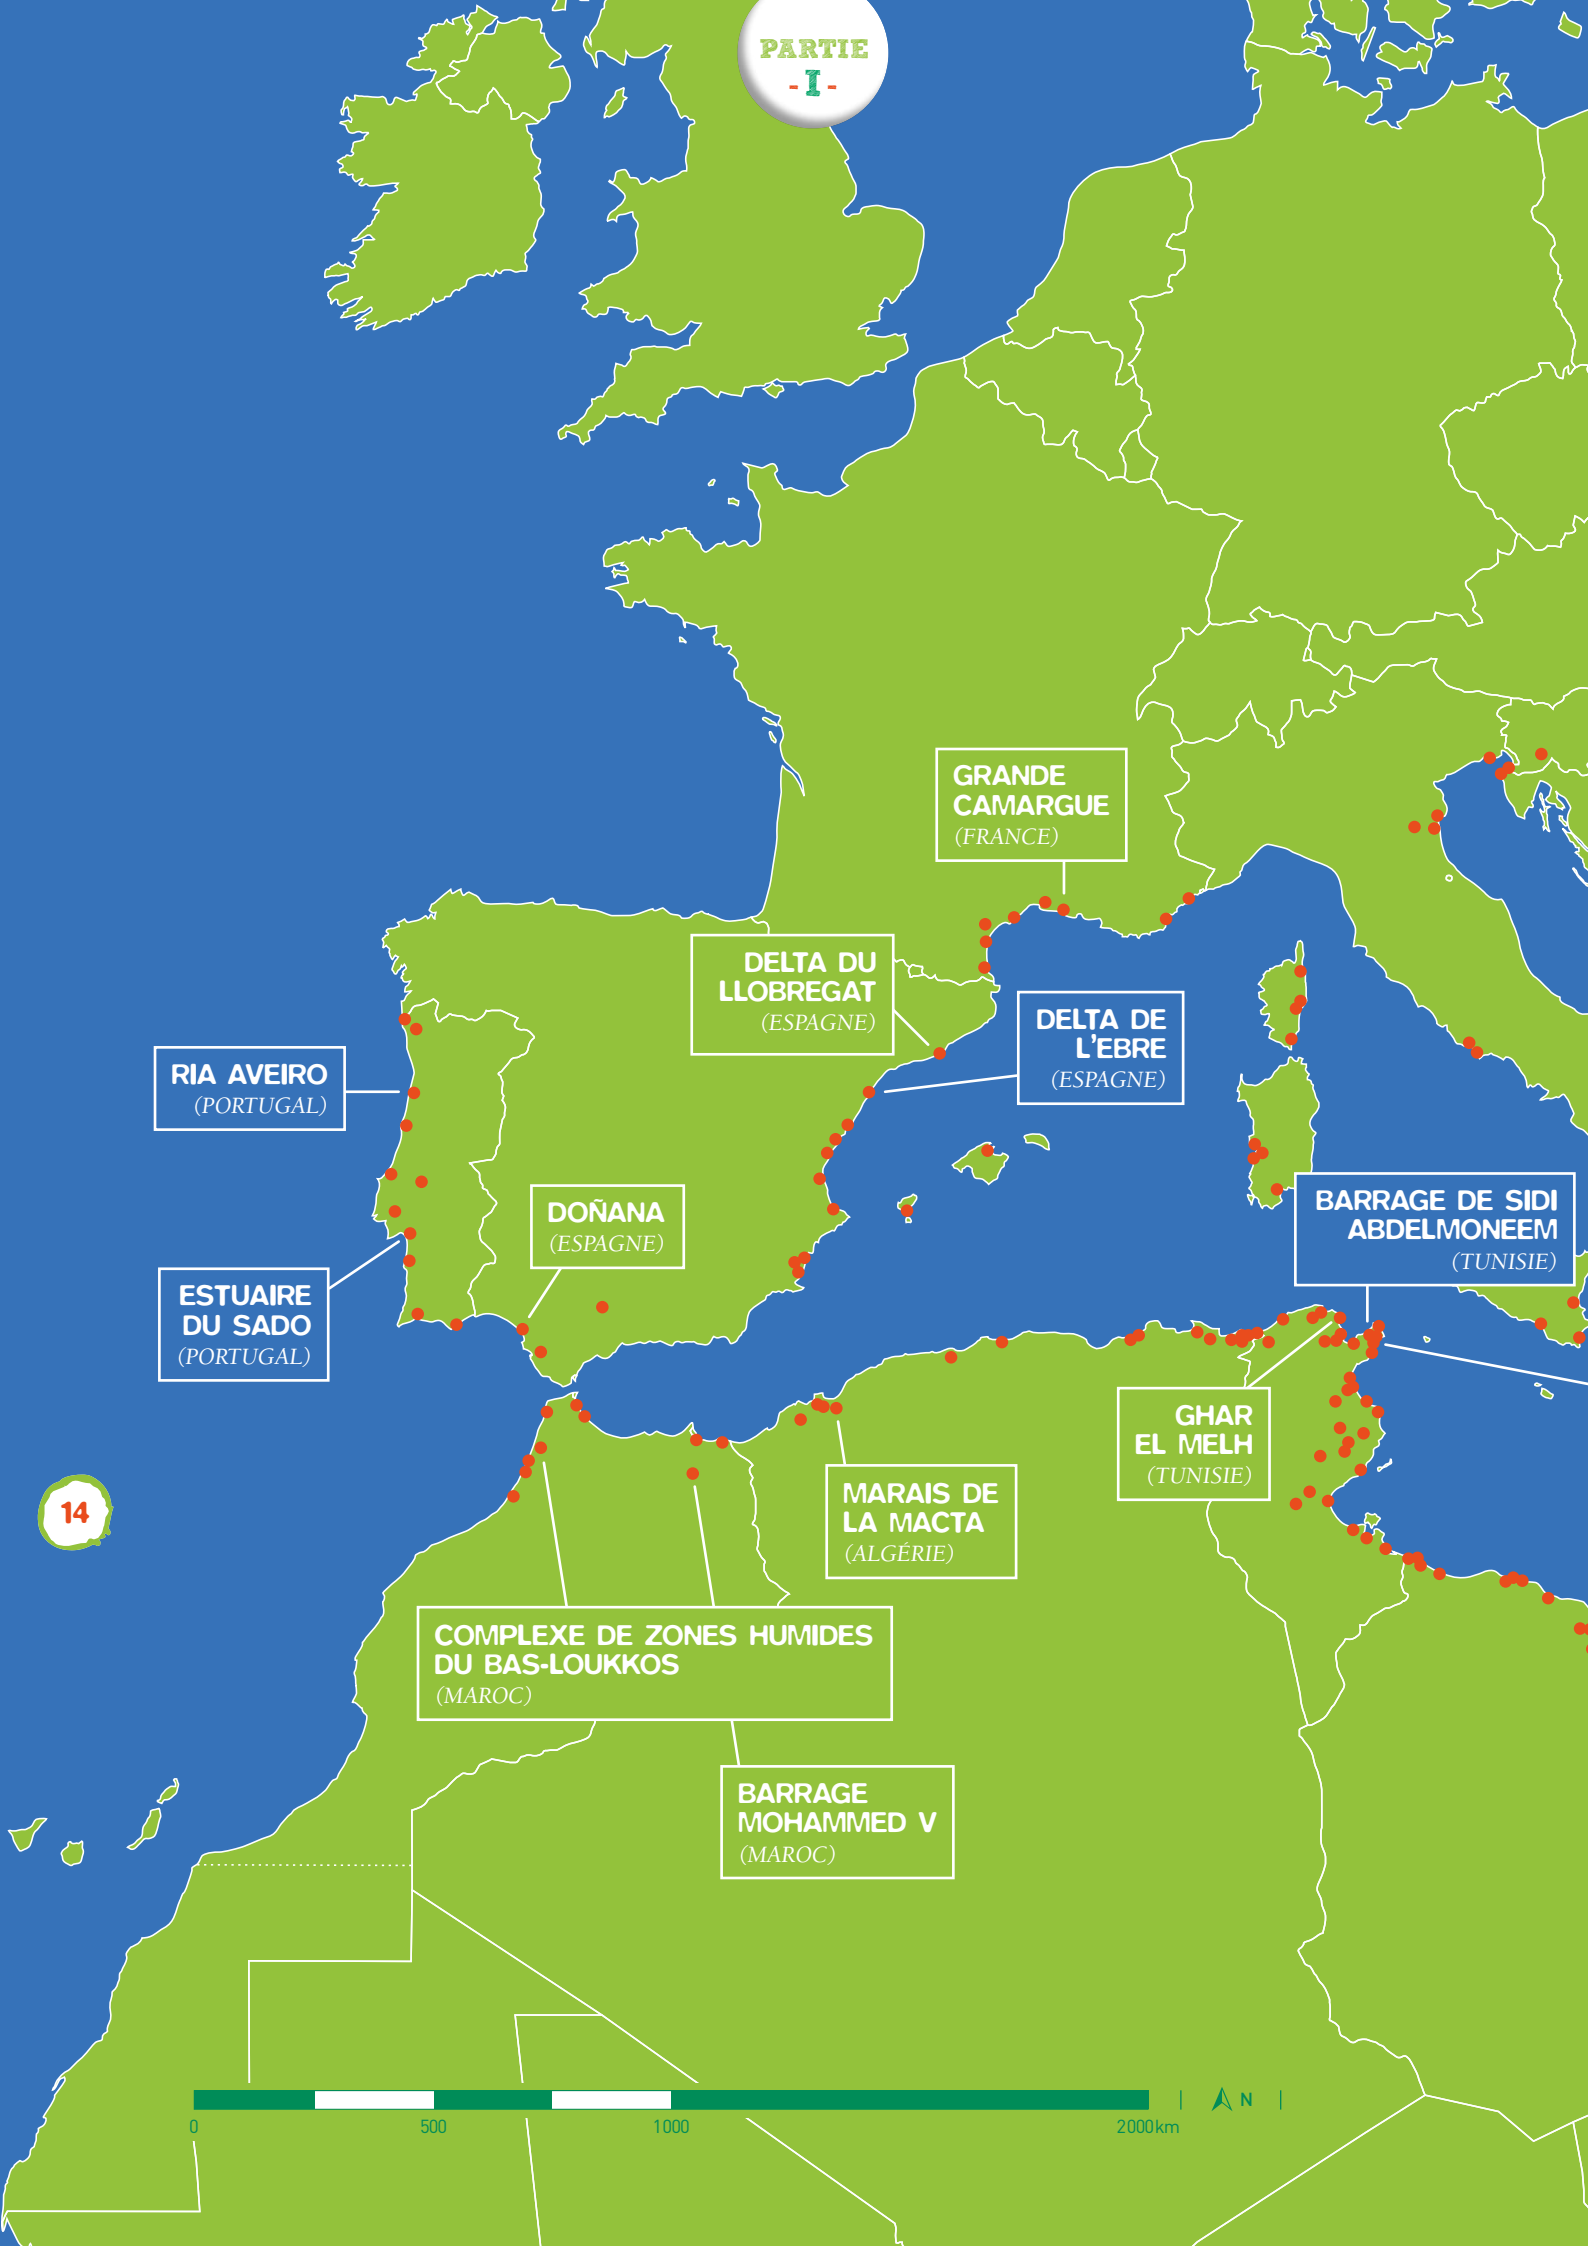 PARTIE
- I -
GRANDE
CAMARGUE
(FRANCE)
DELTA DU
LLOBREGAT
(ESPAGNE)
DELTA DE
L'EBRE
(ESPAGNE)
RIA AVEIRO
(PORTUGAL)
DOÑANA
(ESPAGNE)
BARRAGE DE SIDI
ABDELMONEEM
(TUNISIE)
ESTUAIRE
DU SADO
(PORTUGAL)
GHAR
EL MELH
(TUNISIE)
MARAIS DE
LA MACTA
(ALGÉRIE)
14
COMPLEXE DE ZONES HUMIDES
DU BAS-LOUKKOS
(MAROC)
BARRAGE
MOHAMMED V
(MAROC)
N
0 500 1000 2000km